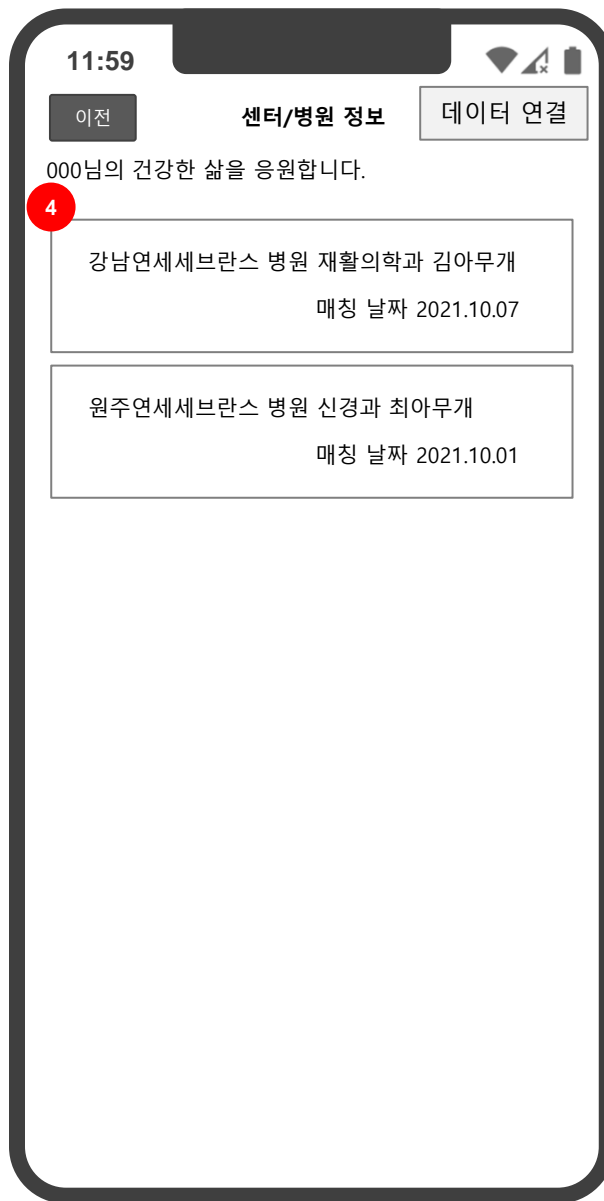 11:59
이전
센터/병원 정보
데이터 연결
000님의 건강한 삶을 응원합니다.
4
강남연세세브란스 병원 재활의학과 김아무개
매칭 날짜 2021.10.07
원주연세세브란스 병원 신경과 최아무개
매칭 날짜 2021.10.01